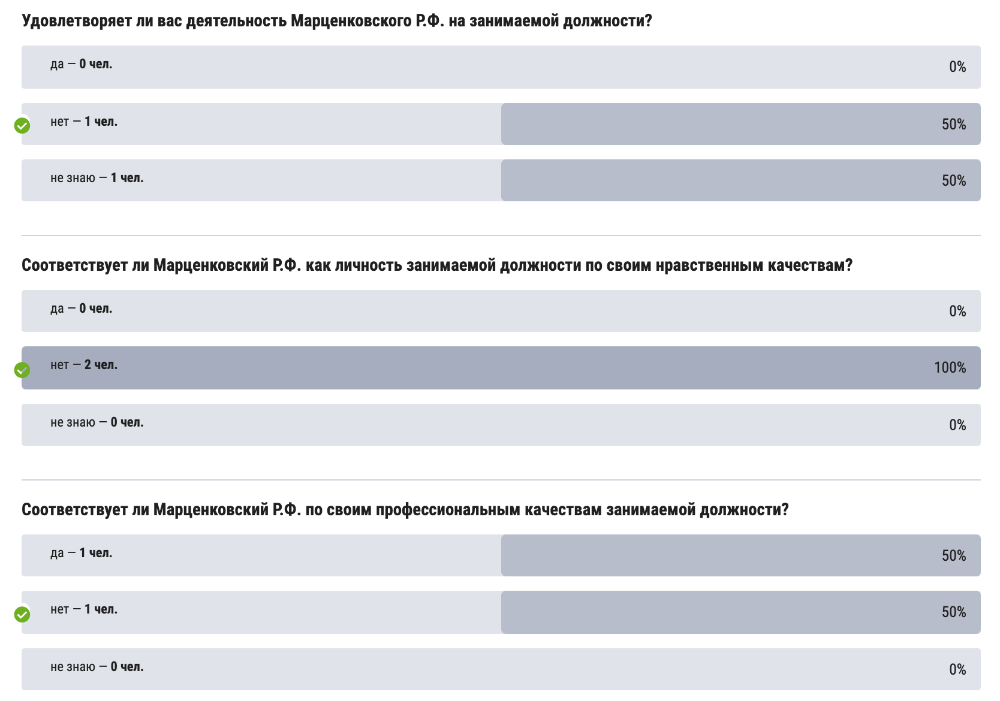 Удовлетворяет ли вас деятельность Марценковского Р.Ф. на занимаемой должности?
да — 0 чел. 0%
нет — 1 чел. 50%
не знаю — 1 чел. 50%
Соответствует ли Марценковский Р.Ф. как личность занимаемой должности по своим нравственным качествам?
да — 0 чел. 0%
нет — 2 чел. 100%
не знаю — 0 чел. 0%
Соответствует ли Марценковский Р.Ф. по своим профессиональным качествам занимаемой должности?
да — 1 чел. 50%
нет — 1 чел. 50%
не знаю — 0 чел. 0%